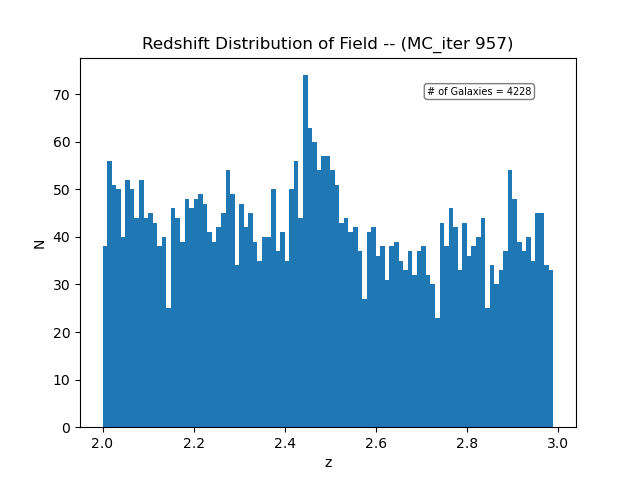 Redshift Distribution of Field -- (MC_iter 957)
# of Galaxies = 4228
N
70
60
50
40
30
20
10
0
2.0 2.2 2.4 2.6 2.8 3.0
z